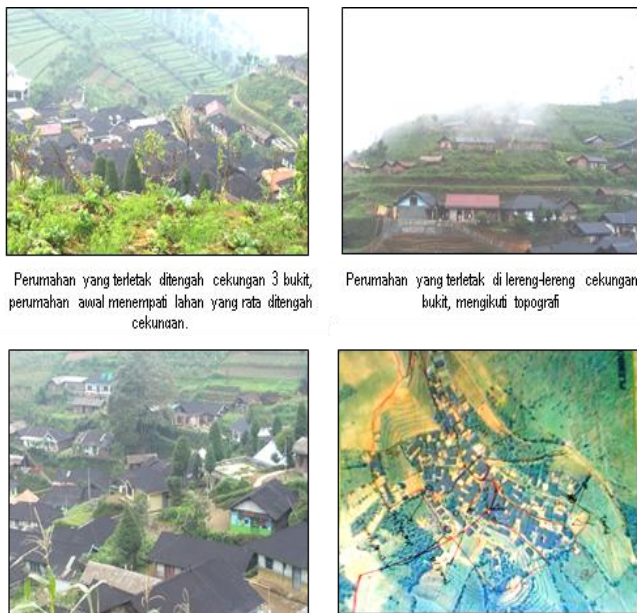 Perumahan yang terletak ditengah cekungan 3 bukit,
perumahan awal menempati lahan yang rata ditengah
cekungan.
Perumahan yang terletak di lereng-lereng cekungan
bukit, mengikuti topografi